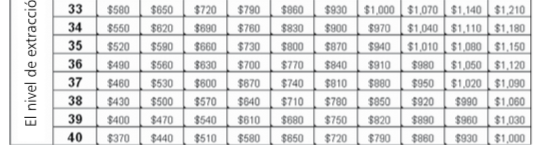 El nivel de extracció
33 $580 $650 $720 $790 $860 $930 $1,000 $1,070 $1,140 $1,210
34 $550 $620 $690 $760 $830 $900 $970 $1,040 $1,110 $1,180
35 $520 $590 $660 $730 $800 $870 $940 $1,010 $1,080 $1,150
36 $490 $560 $630 $700 $770 $840 $910 $980 $1,050 $1,120
37 $460 $530 $600 $670 $740 $810 $880 $950 $1,020 $1,090
38 $430 $500 $570 $640 $710 $780 $850 $920 $990 $1,060
39 $400 $470 $540 $610 $680 $750 $820 $890 $960 $1,030
40 $370 $440 $510 $580 $650 $720 $790 $860 $930 $1,000